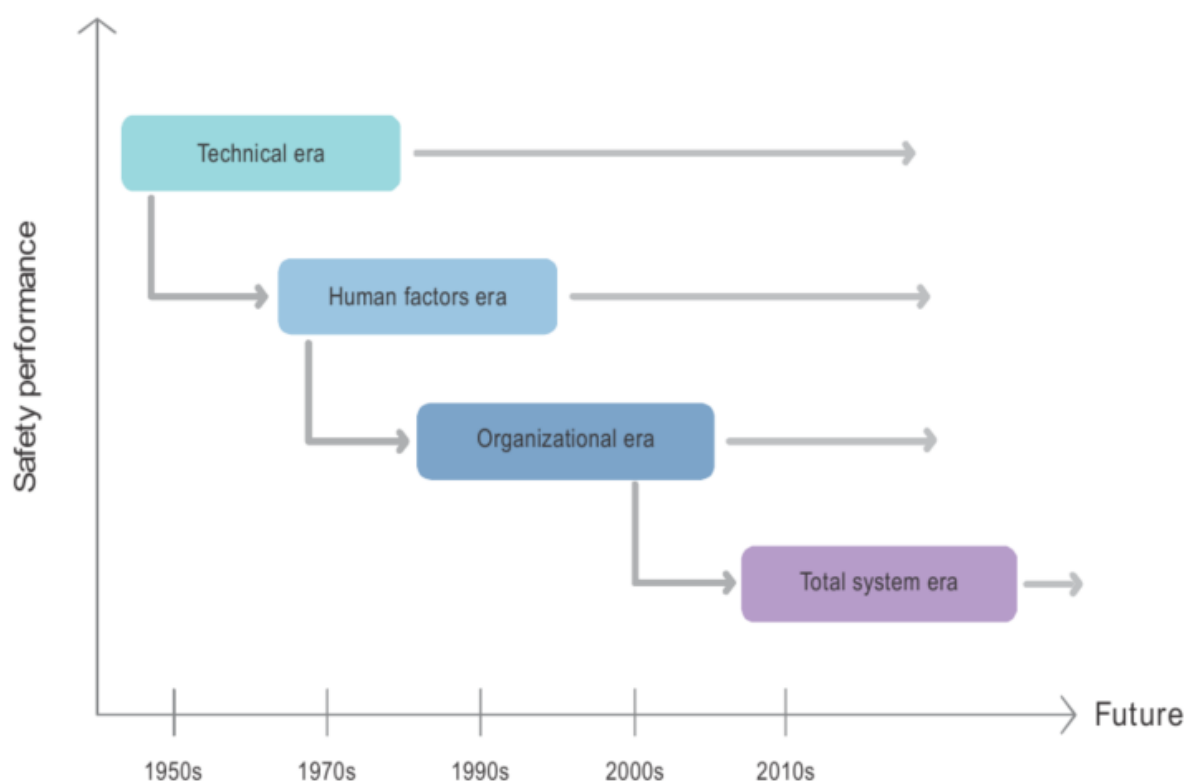 Safety performance
Technical era
Human factors era
Organizational era
Total system era
Future
1950s
1970s
1990s
2000s
2010s